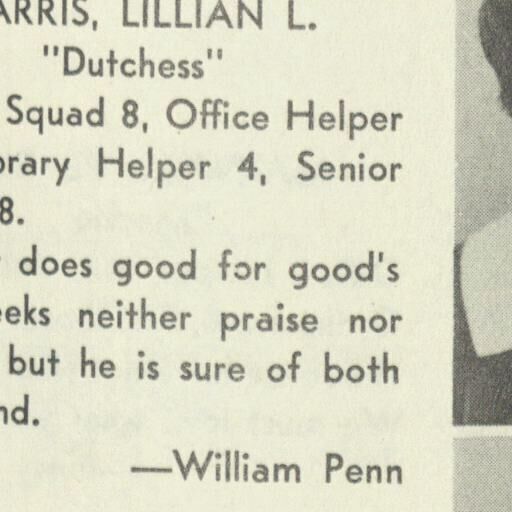 ARRIS, LILLIAN L.
"Dutchess"
Squad 8, Office Helper
brary Helper 4, Senior
8.
does good for good's
eeks neither praise nor
but he is sure of both
nd.
—William Penn